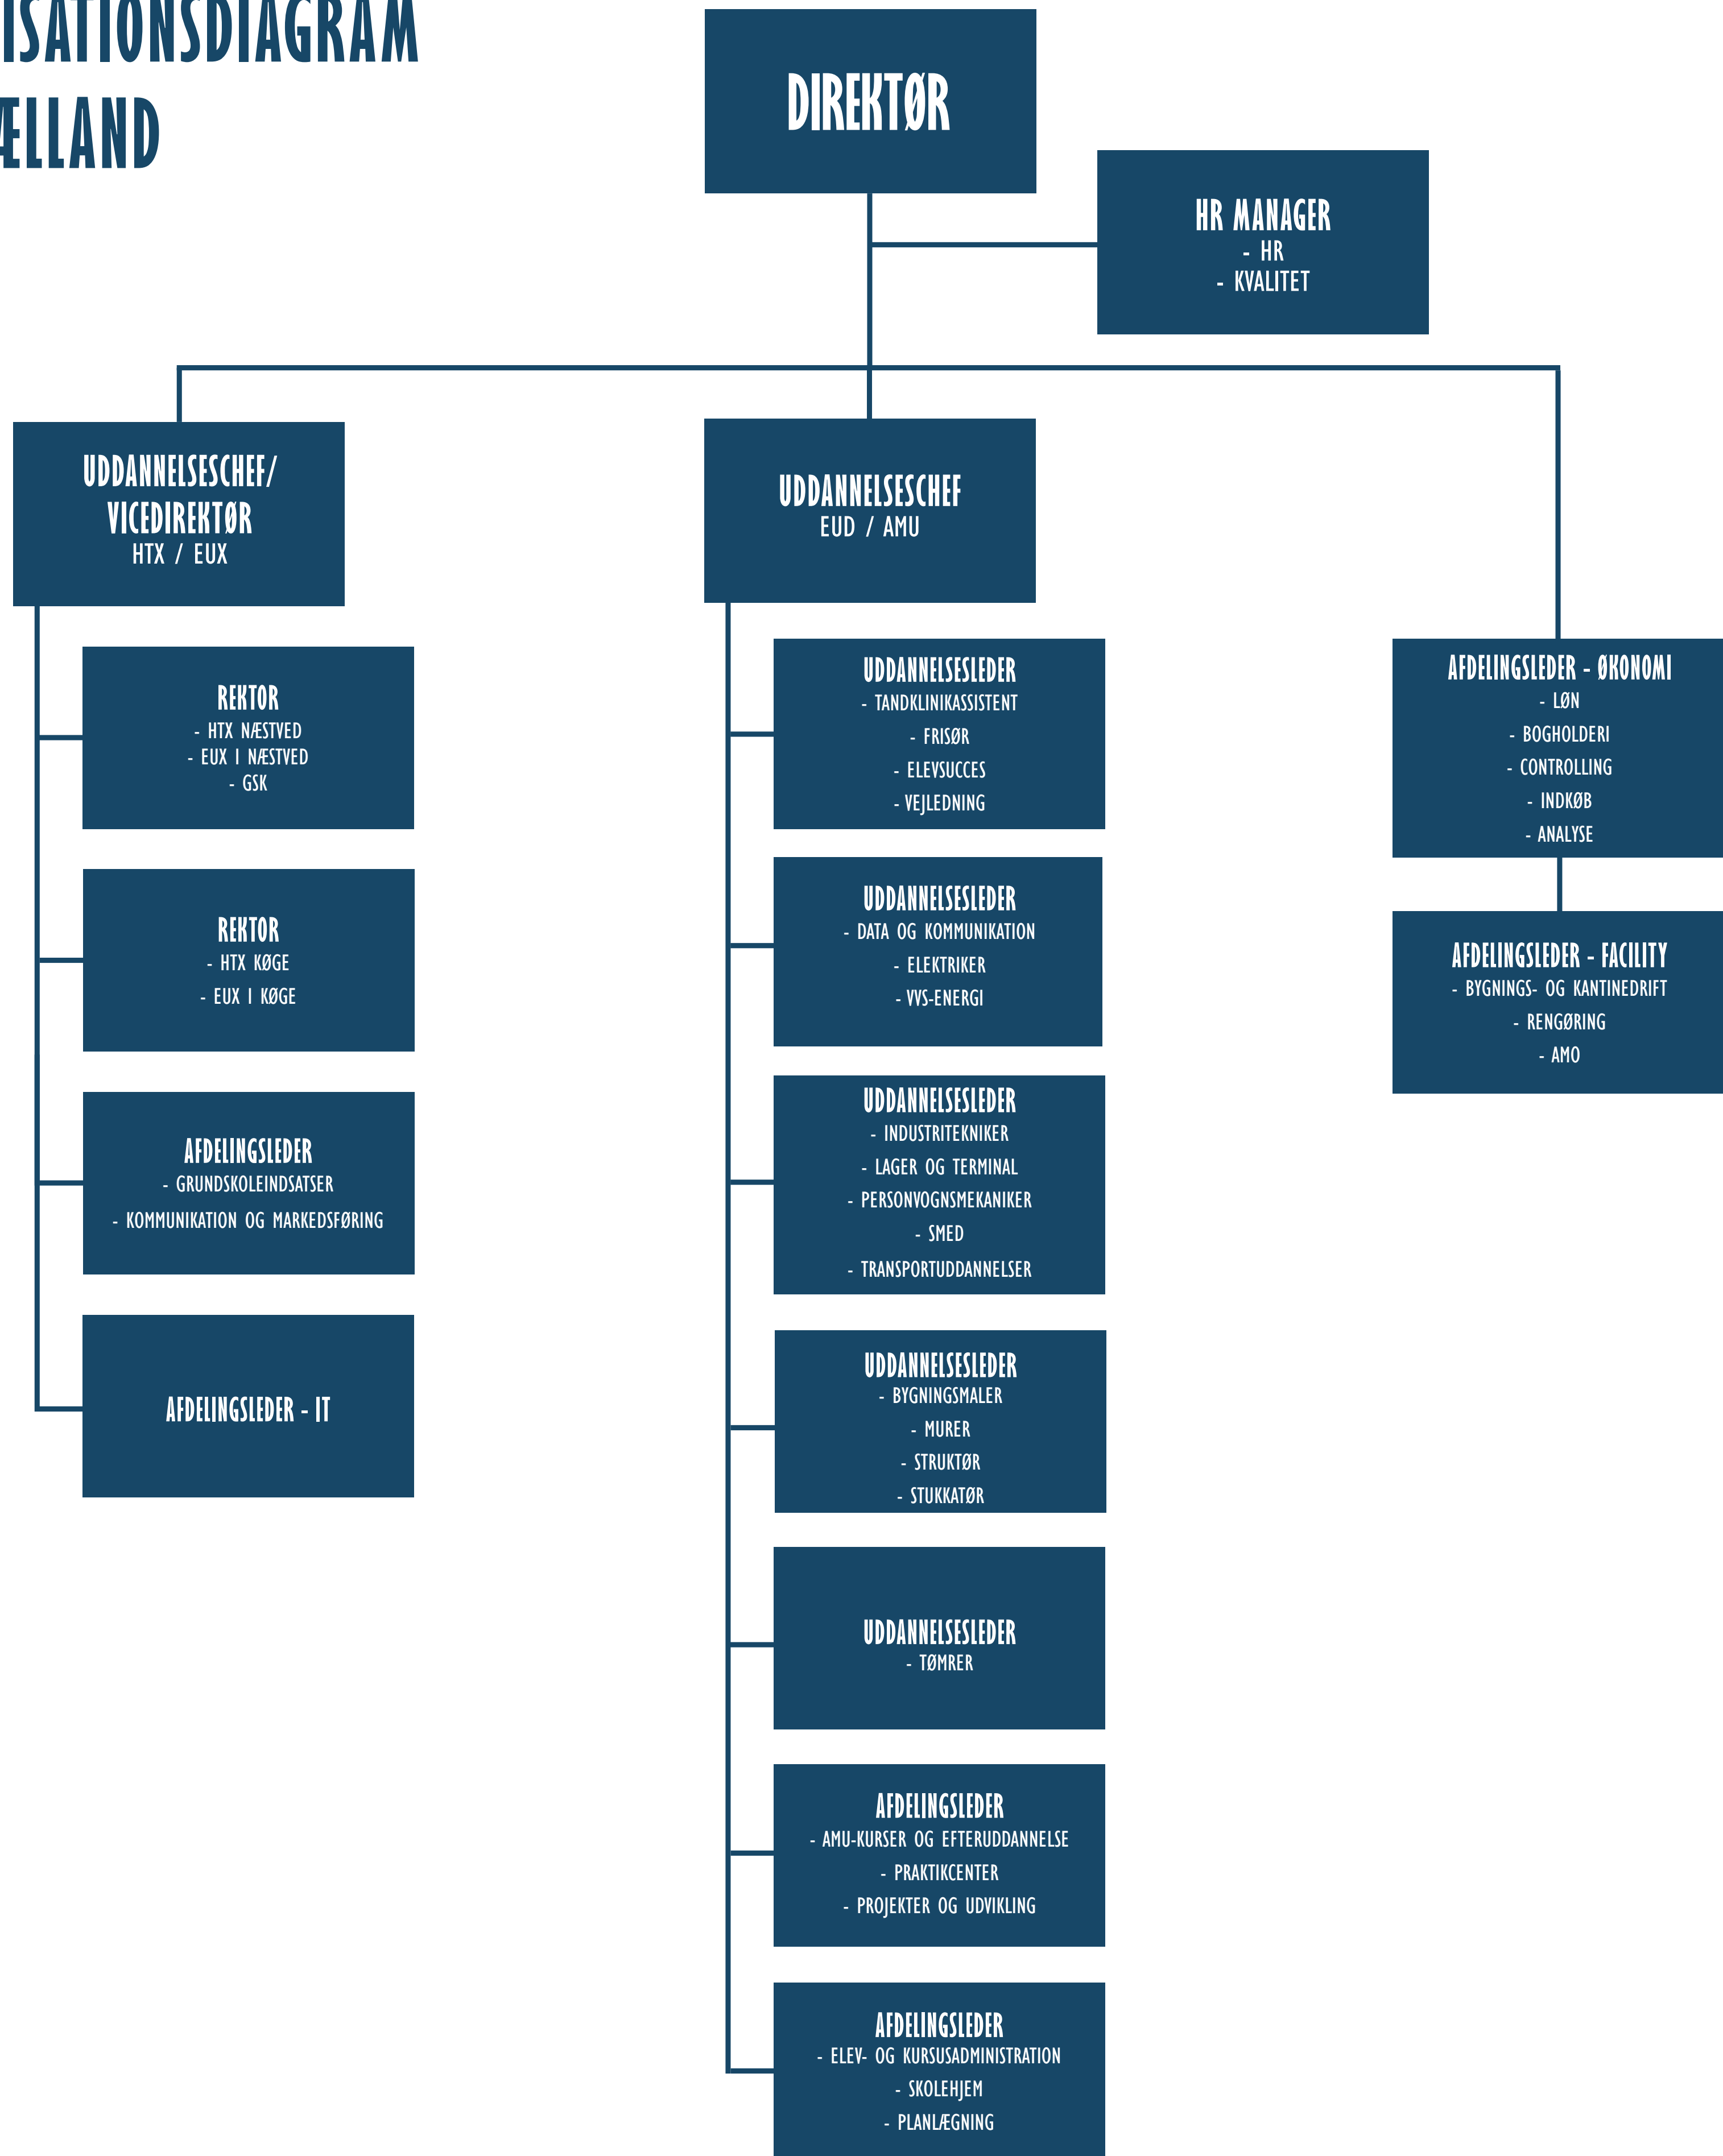 ISATIONSDIAGRAM
ÆLLAND
DIREKTØR
HR MANAGER
- HR
- KVALITET
UDDANNELSESCHEF/
VICEDIREKTØR
HTX / EUX
REKTOR
- HTX NÆSTVED
- EUX I NÆSTVED
- GSK
REKTOR
- HTX KØGE
- EUX I KØGE
AFDELINGSLEDER
- GRUNDSKOLEINDSATSER
- KOMMUNIKATION OG MARKEDSFØRING
AFDELINGSLEDER - IT
UDDANNELSESCHEF
EUD / AMU
UDDANNELSESLEDER
- TANDKLINIKASSISTENT
- FRISØR
- ELEVSUCCES
- VEJLEDNING
UDDANNELSESLEDER
- DATA OG KOMMUNIKATION
- ELEKTRIKER
- VVS-ENERGI
UDDANNELSESLEDER
- INDUSTRITEKNIKER
- LAGER OG TERMINAL
- PERSONVOGNSMEKANIKER
- SMED
- TRANSPORTUDDANNELSER
UDDANNELSESLEDER
- BYGNINGSMALER
- MURER
- STRUKTØR
- STUKKATØR
UDDANNELSESLEDER
- TØMRER
AFDELINGSLEDER
- AMU-KURSER OG EFTERUDDANNELSE
- PRAKTIKCENTER
- PROJEKTER OG UDVIKLING
AFDELINGSLEDER
- ELEV- OG KURSUSADMINISTRATION
- SKOLEHJEM
- PLANLÆGNING
AFDELINGSLEDER - ØKONOMI
- LØN
- BOGHOLDERI
- CONTROLLING
- INDKØB
- ANALYSE
AFDELINGSLEDER - FACILITY
- BYGNINGS- OG KANTINEDRIFT
- RENGØRING
- AMO